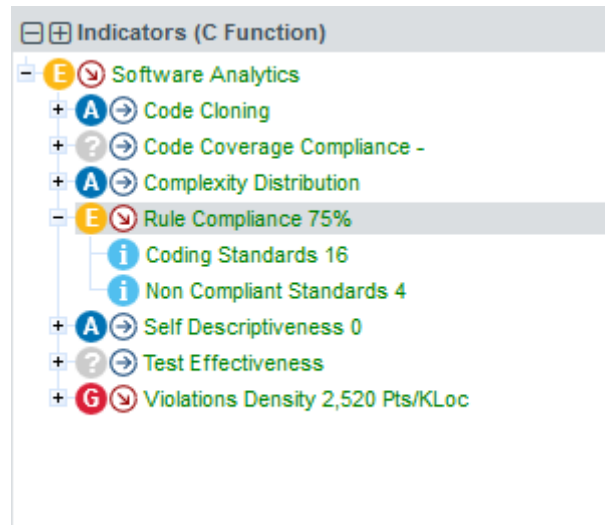 Indicators (C Function)
E Software Analytics
A Code Cloning
? Code Coverage Compliance -
A Complexity Distribution
E Rule Compliance 75%
i Coding Standards 16
i Non Compliant Standards 4
A Self Descriptiveness 0
? Test Effectiveness
G Violations Density 2,520 Pts/KLoc